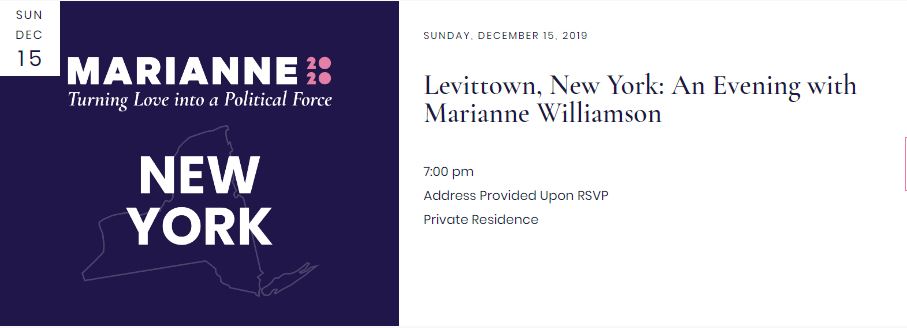 SUN
DEC
15
MARIANNE 2020
Turning Love into a Political Force
NEW
YORK
SUNDAY, DECEMBER 15, 2019
Levittown, New York: An Evening with
Marianne Williamson
7:00 pm
Address Provided Upon RSVP
Private Residence